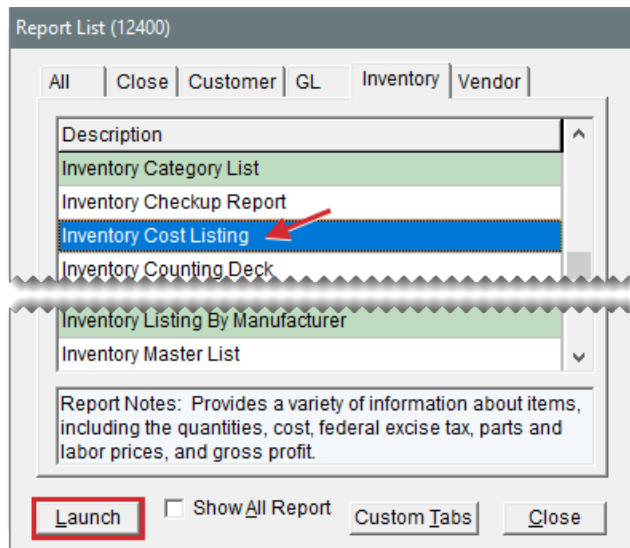 Report List (12400)
All Close Customer GL Inventory Vendor
Description
Inventory Category List
Inventory Checkup Report
Inventory Cost Listing
Inventory Counting Deck
Inventory Listing By Manufacturer
Inventory Master List
Report Notes: Provides a variety of information about items,
including the quantities, cost, federal excise tax, parts and
labor prices, and gross profit.
Launch Show All Report Custom Tabs Close